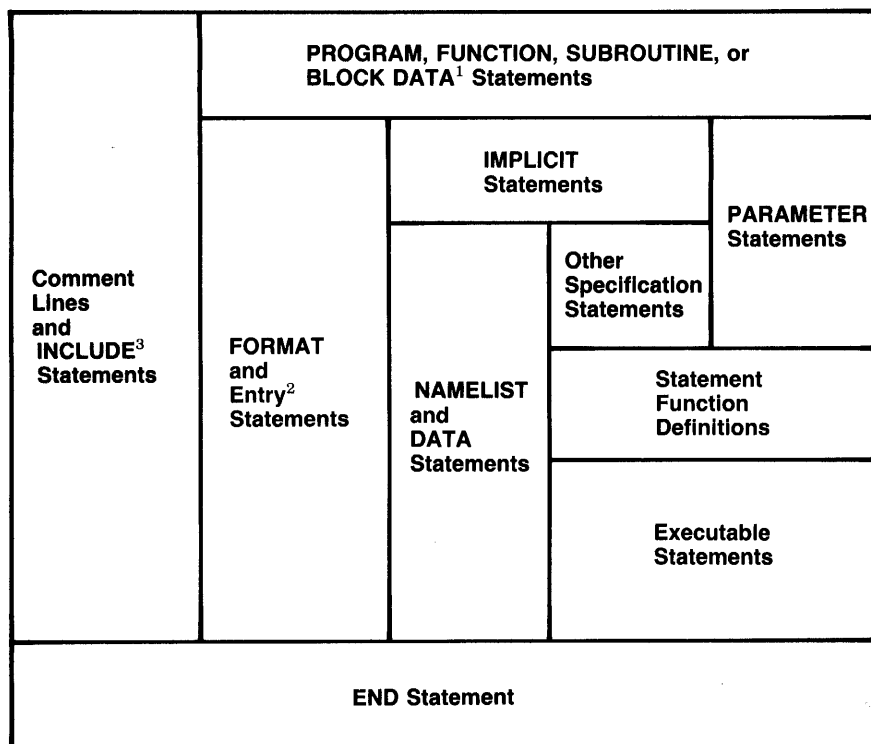 PROGRAM, FUNCTION, SUBROUTINE, or
BLOCK DATA¹ Statements
IMPLICIT
Statements
PARAMETER
Statements
Other
Specification
Statements
Comment
Lines
and
INCLUDE³
Statements
FORMAT
and
Entry²
Statements
NAMELIST
and
DATA
Statements
Statement
Function
Definitions
Executable
Statements
END Statement